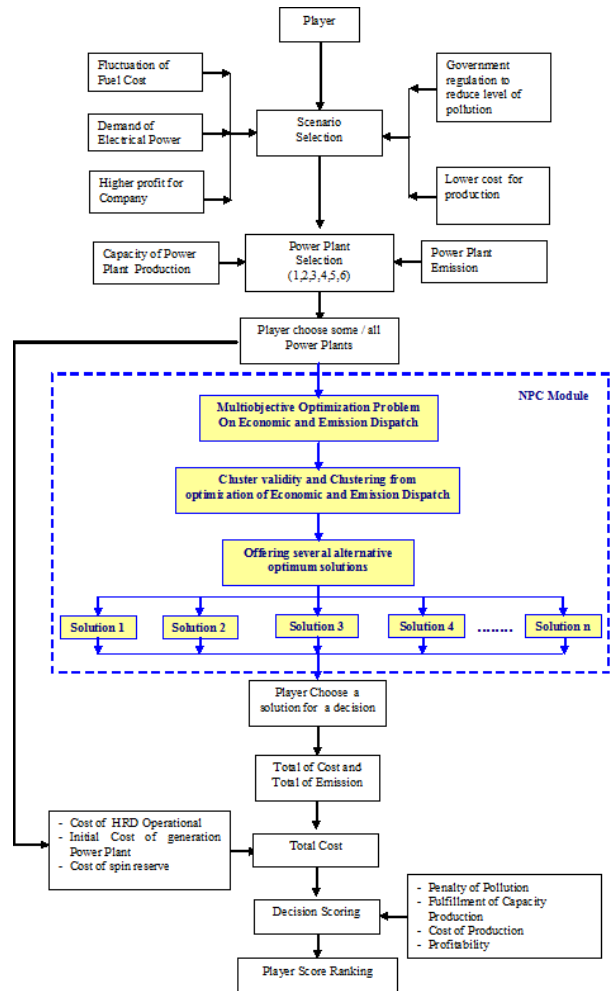 Player
Fluctuation of
Fuel Cost
Government
regulation to
reduce level of
pollution
Demand of
Electrical Power
Scenario
Selection
Higher profit for
Company
Lower cost for
production
Capacity of Power
Plant Production
Power Plant
Selection
(1,2,3,4,5,6)
Power Plant
Emission
Player choose some / all
Power Plants
NPC Module
Multiobjective Optimization Problem
On Economic and Emission Dispatch
Cluster validity and Clustering from
optimization of Economic and Emission Dispatch
Offering several alternative
optimum solutions
Solution 1
Solution 2
Solution 3
Solution 4
........
Solution n
Player Choose a
solution for a decision
Total of Cost and
Total of Emission
- Cost of HRD Operational
- Initial Cost of generation
Power Plant
- Cost of spin reserve
Total Cost
Decision Scoring
- Penalty of Pollution
- Fulfillment of Capacity
Production
- Cost of Production
- Profitability
Player Score Ranking